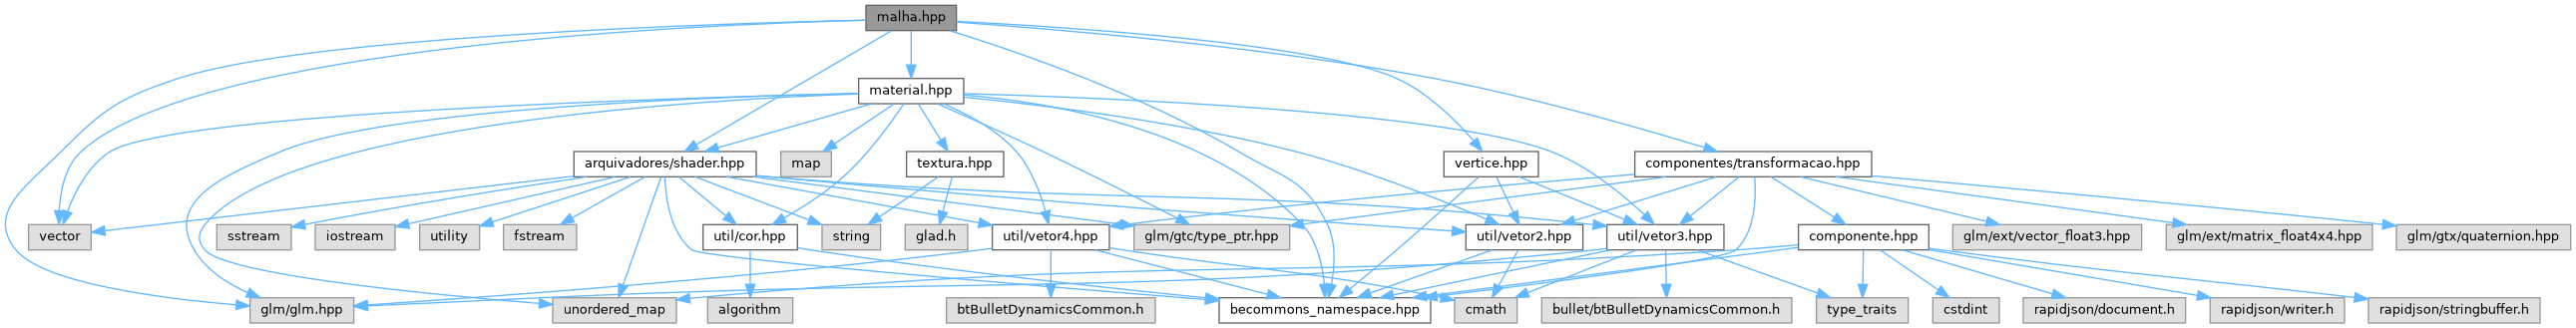 malha.hpp
material.hpp
arquivadores/shader.hpp
map
textura.hpp
vertice.hpp
componentes/transformacao.hpp
vector
sstream
iostream
utility
fstream
util/cor.hpp
string
glad.h
util/vetor4.hpp
glm/gtc/type_ptr.hpp
util/vetor2.hpp
util/vetor3.hpp
componente.hpp
glm/ext/vector_float3.hpp
glm/ext/matrix_float4x4.hpp
glm/gtx/quaternion.hpp
glm/glm.hpp
unordered_map
algorithm
btBulletDynamicsCommon.h
becommons_namespace.hpp
cmath
bullet/btBulletDynamicsCommon.h
type_traits
cstdint
rapidjson/document.h
rapidjson/writer.h
rapidjson/stringbuffer.h